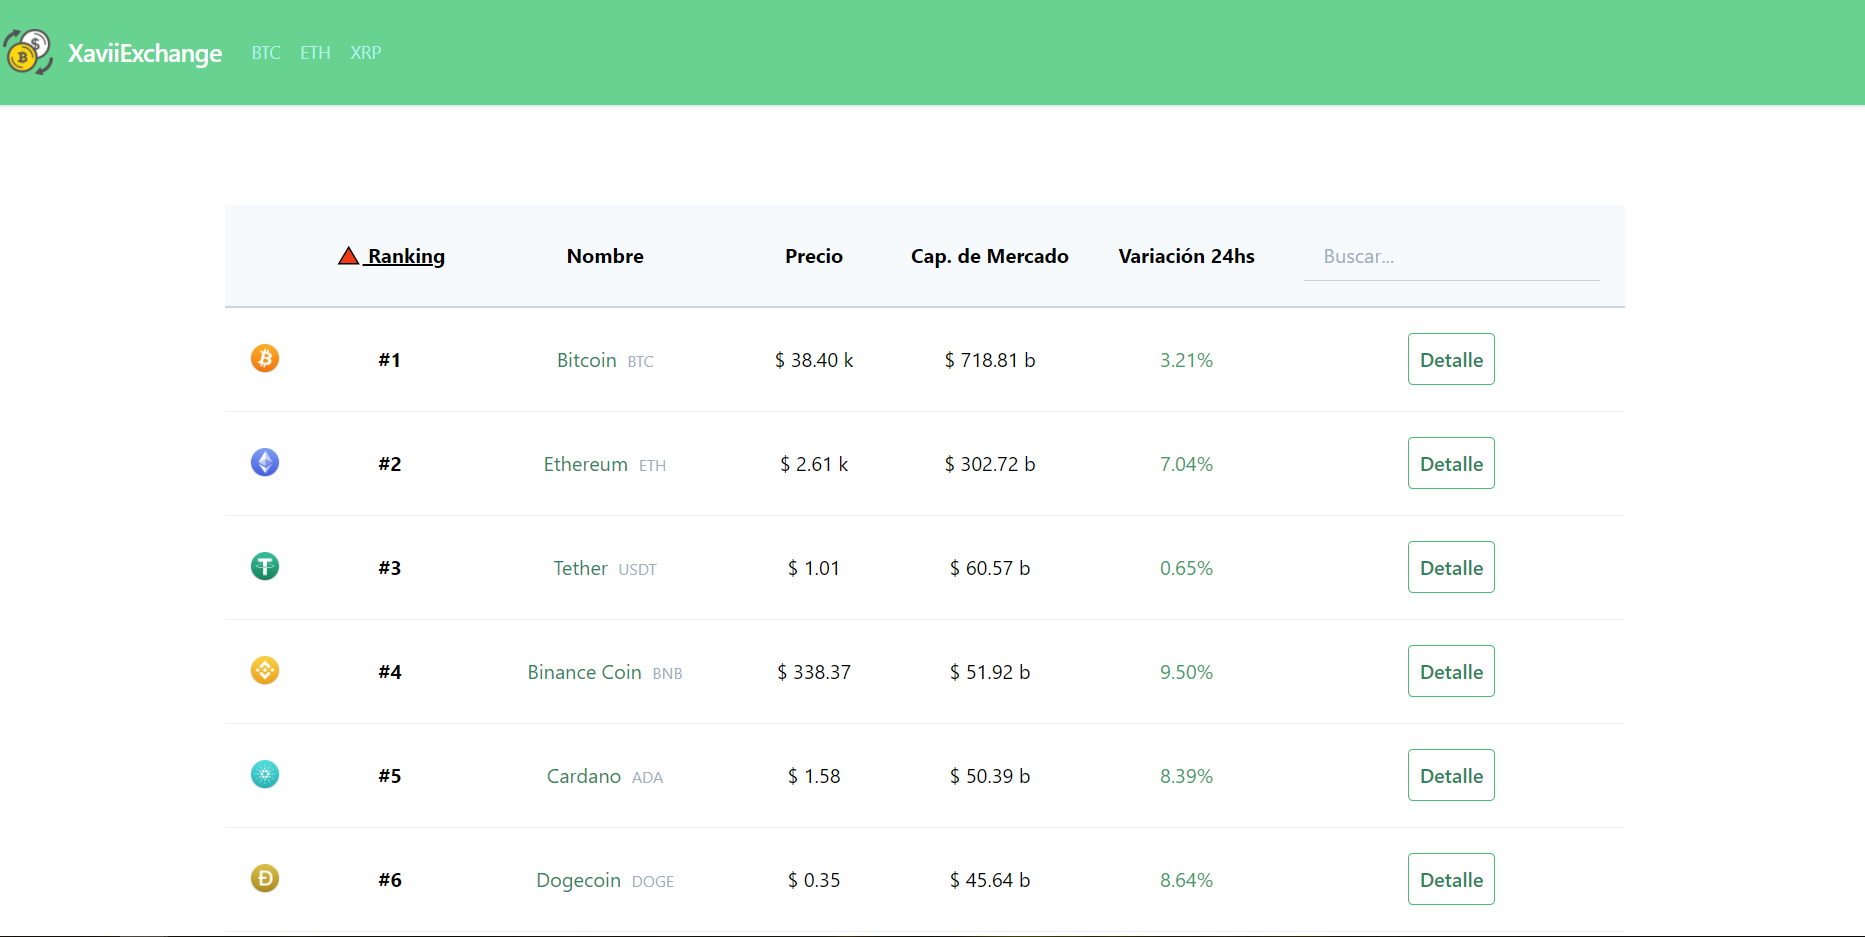 XaviiExchange BTC ETH XRP
Ranking Nombre Precio Cap. de Mercado Variación 24hs Buscar...
#1 Bitcoin BTC $ 38.40 k $ 718.81 b 3.21% Detalle
#2 Ethereum ETH $ 2.61 k $ 302.72 b 7.04% Detalle
#3 Tether USDT $ 1.01 $ 60.57 b 0.65% Detalle
#4 Binance Coin BNB $ 338.37 $ 51.92 b 9.50% Detalle
#5 Cardano ADA $ 1.58 $ 50.39 b 8.39% Detalle
#6 Dogecoin DOGE $ 0.35 $ 45.64 b 8.64% Detalle